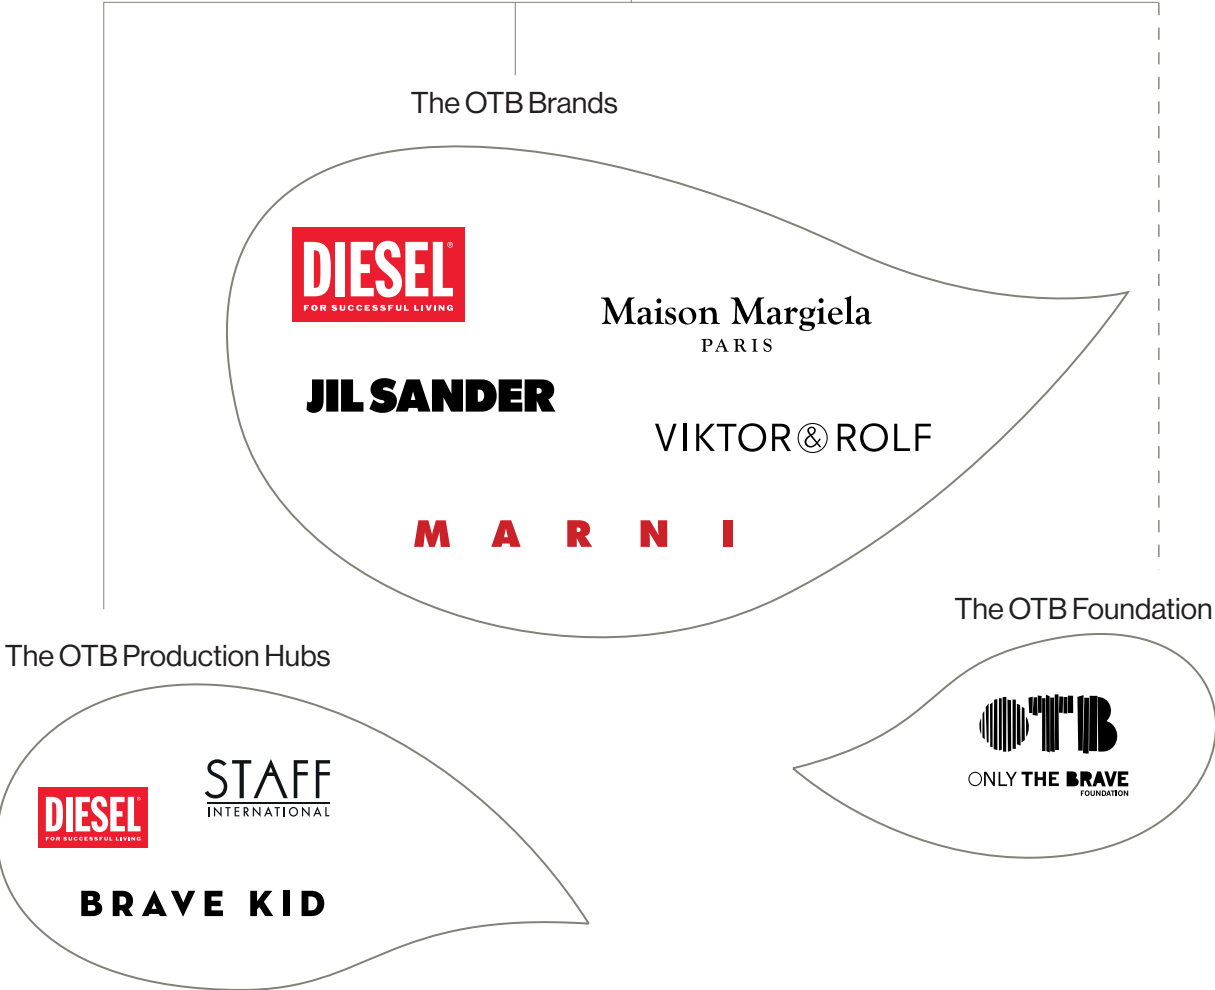 The OTB Brands
DIESEL®
FOR SUCCESSFUL LIVING
Maison Margiela
PARIS
JIL SANDER
VIKTOR&ROLF
MARNI
The OTB Foundation
OTB
ONLY THE BRAVE
FOUNDATION
The OTB Production Hubs
STAFF
INTERNATIONAL
DIESEL®
FOR SUCCESSFUL LIVING
BRAVE KID